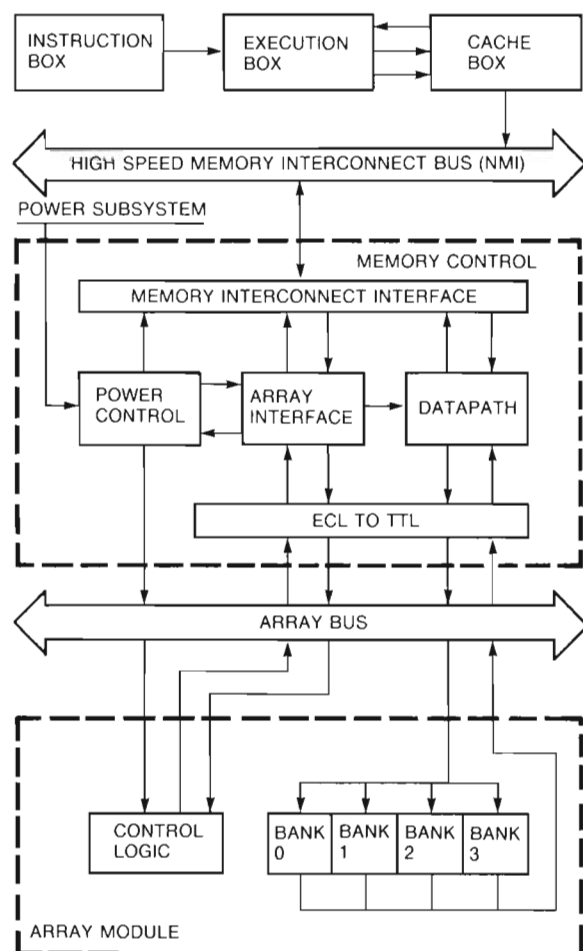 INSTRUCTION
BOX
EXECUTION
BOX
CACHE
BOX
HIGH SPEED MEMORY INTERCONNECT BUS (NMI)
POWER SUBSYSTEM
MEMORY CONTROL
MEMORY INTERCONNECT INTERFACE
POWER
CONTROL
ARRAY
INTERFACE
DATAPATH
ECL TO TTL
ARRAY BUS
CONTROL
LOGIC
BANK
0
BANK
1
BANK
2
BANK
3
ARRAY MODULE